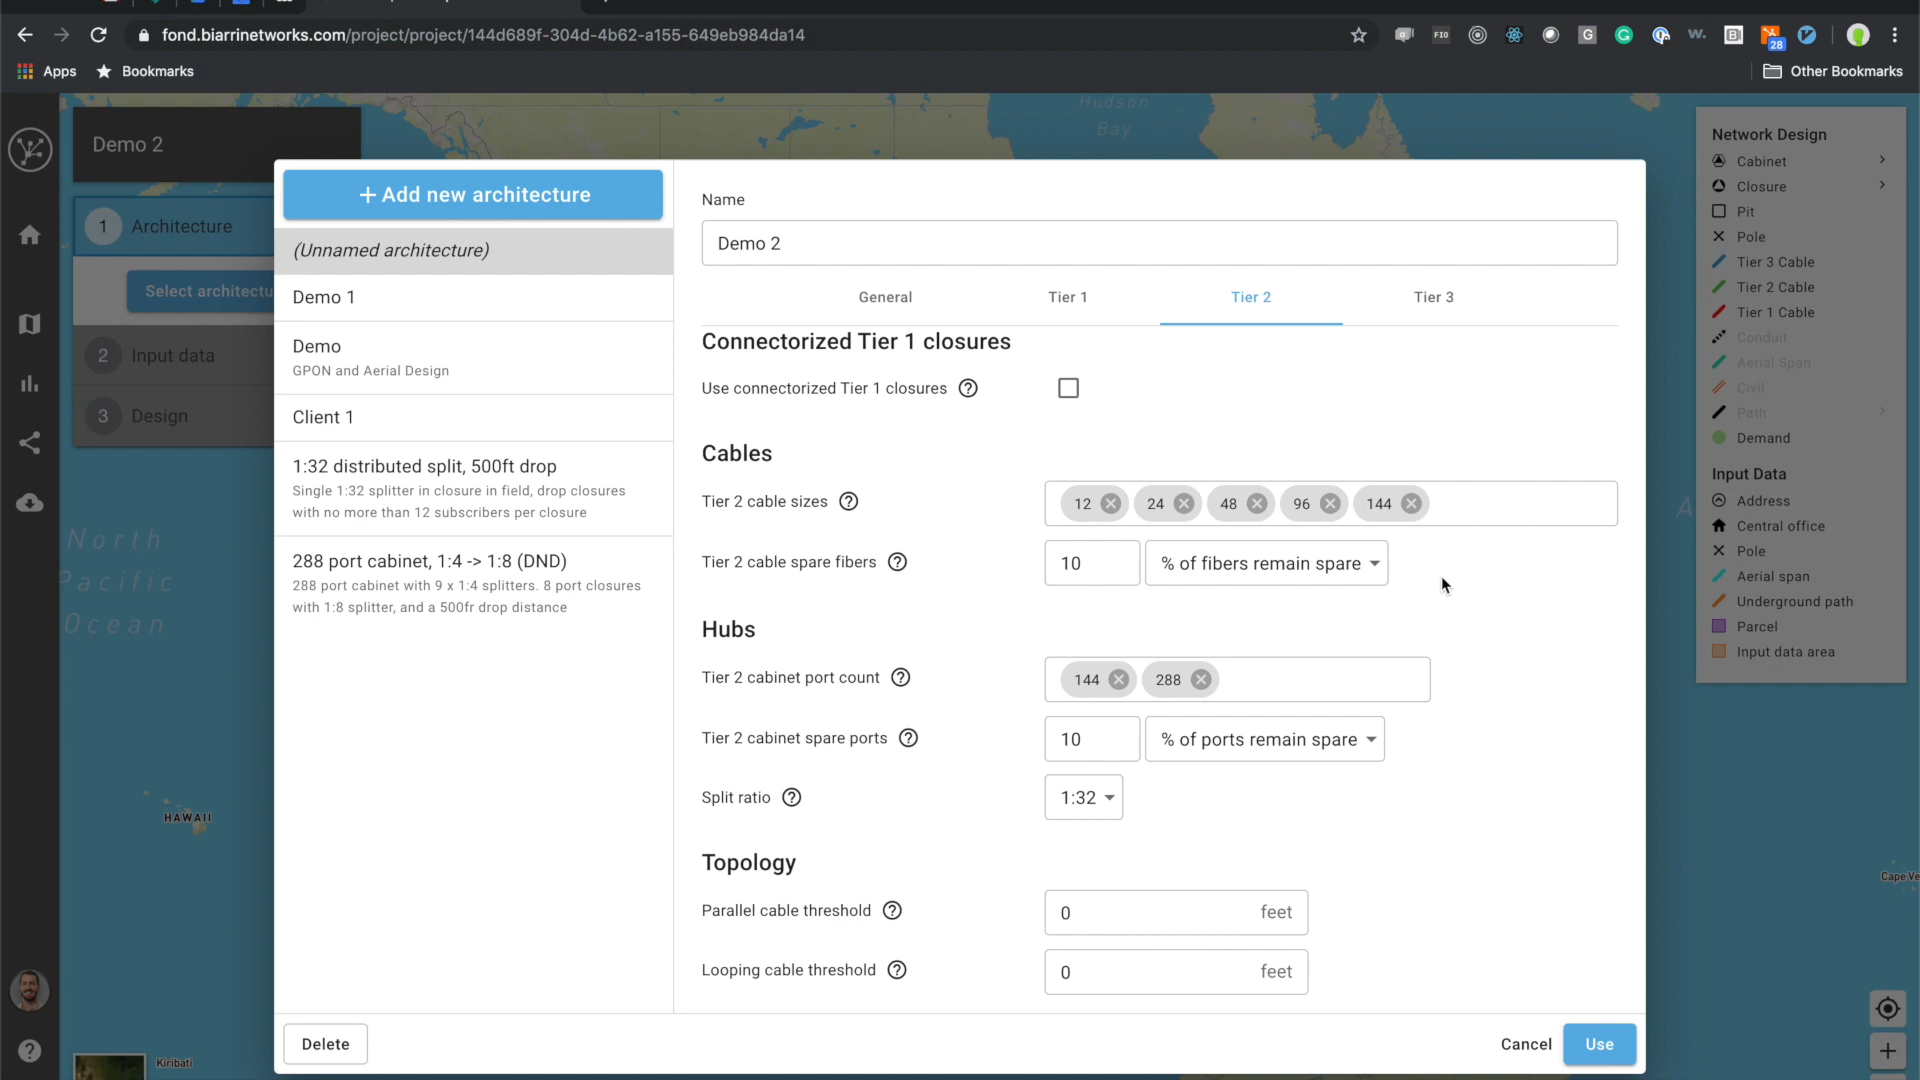 fond.biarrinetworks.com/project/project/144d689f-304d-4b62-a155-649eb984da14
FIO
G
W.
B
28
Apps
Bookmarks
Other Bookmarks
Hudson
Bay
Demo 2
1 Architecture
Select architectu
2 Input data
3 Design
North
Pacific
Ocean
HAWAII
Kiribati
Cape Ve
A
+ Add new architecture
(Unnamed architecture)
Demo 1
Demo
GPON and Aerial Design
Client 1
1:32 distributed split, 500ft drop
Single 1:32 splitter in closure in field, drop closures
with no more than 12 subscribers per closure
288 port cabinet, 1:4 -> 1:8 (DND)
288 port cabinet with 9 x 1:4 splitters. 8 port closures
with 1:8 splitter, and a 500fr drop distance
Delete
Name
Demo 2
General Tier 1 Tier 2 Tier 3
Connectorized Tier 1 closures
Use connectorized Tier 1 closures ?
Cables
Tier 2 cable sizes ? 12 24 48 96 144
Tier 2 cable spare fibers ? 10 % of fibers remain spare
Hubs
Tier 2 cabinet port count ? 144 288
Tier 2 cabinet spare ports ? 10 % of ports remain spare
Split ratio ? 1:32
Topology
Parallel cable threshold ? 0 feet
Looping cable threshold ? 0 feet
Cancel Use
Network Design
Cabinet
Closure
Pit
Pole
Tier 3 Cable
Tier 2 Cable
Tier 1 Cable
Conduit
Aerial Span
Civil
Path
Demand
Input Data
Address
Central office
Pole
Aerial span
Underground path
Parcel
Input data area